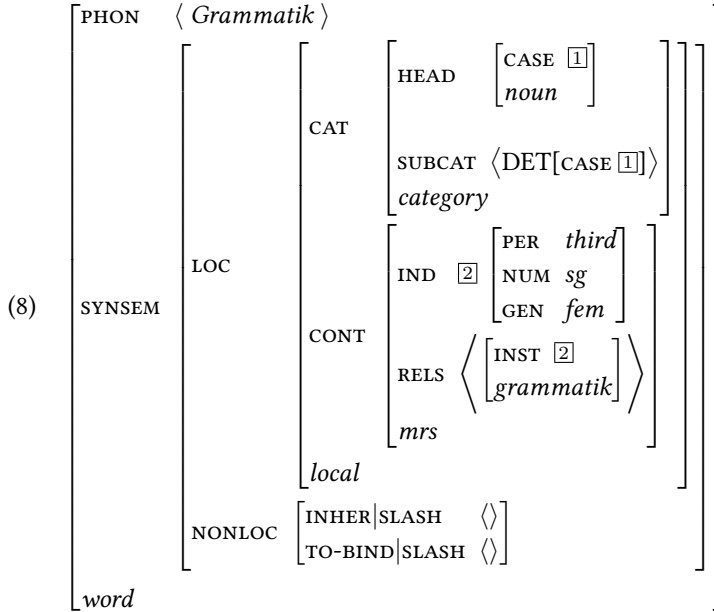 PHON ⟨ Grammatik ⟩
HEAD [CASE 1
noun]
CAT
SUBCAT ⟨DET[CASE 1]⟩
category
PER third
LOC IND 2 NUM sg
(8) SYNSEM GEN fem
CONT
INST 2
RELS ⟨ grammatik ⟩
mrs
local
INHER|SLASH ⟨⟩
NONLOC
TO-BIND|SLASH ⟨⟩
word